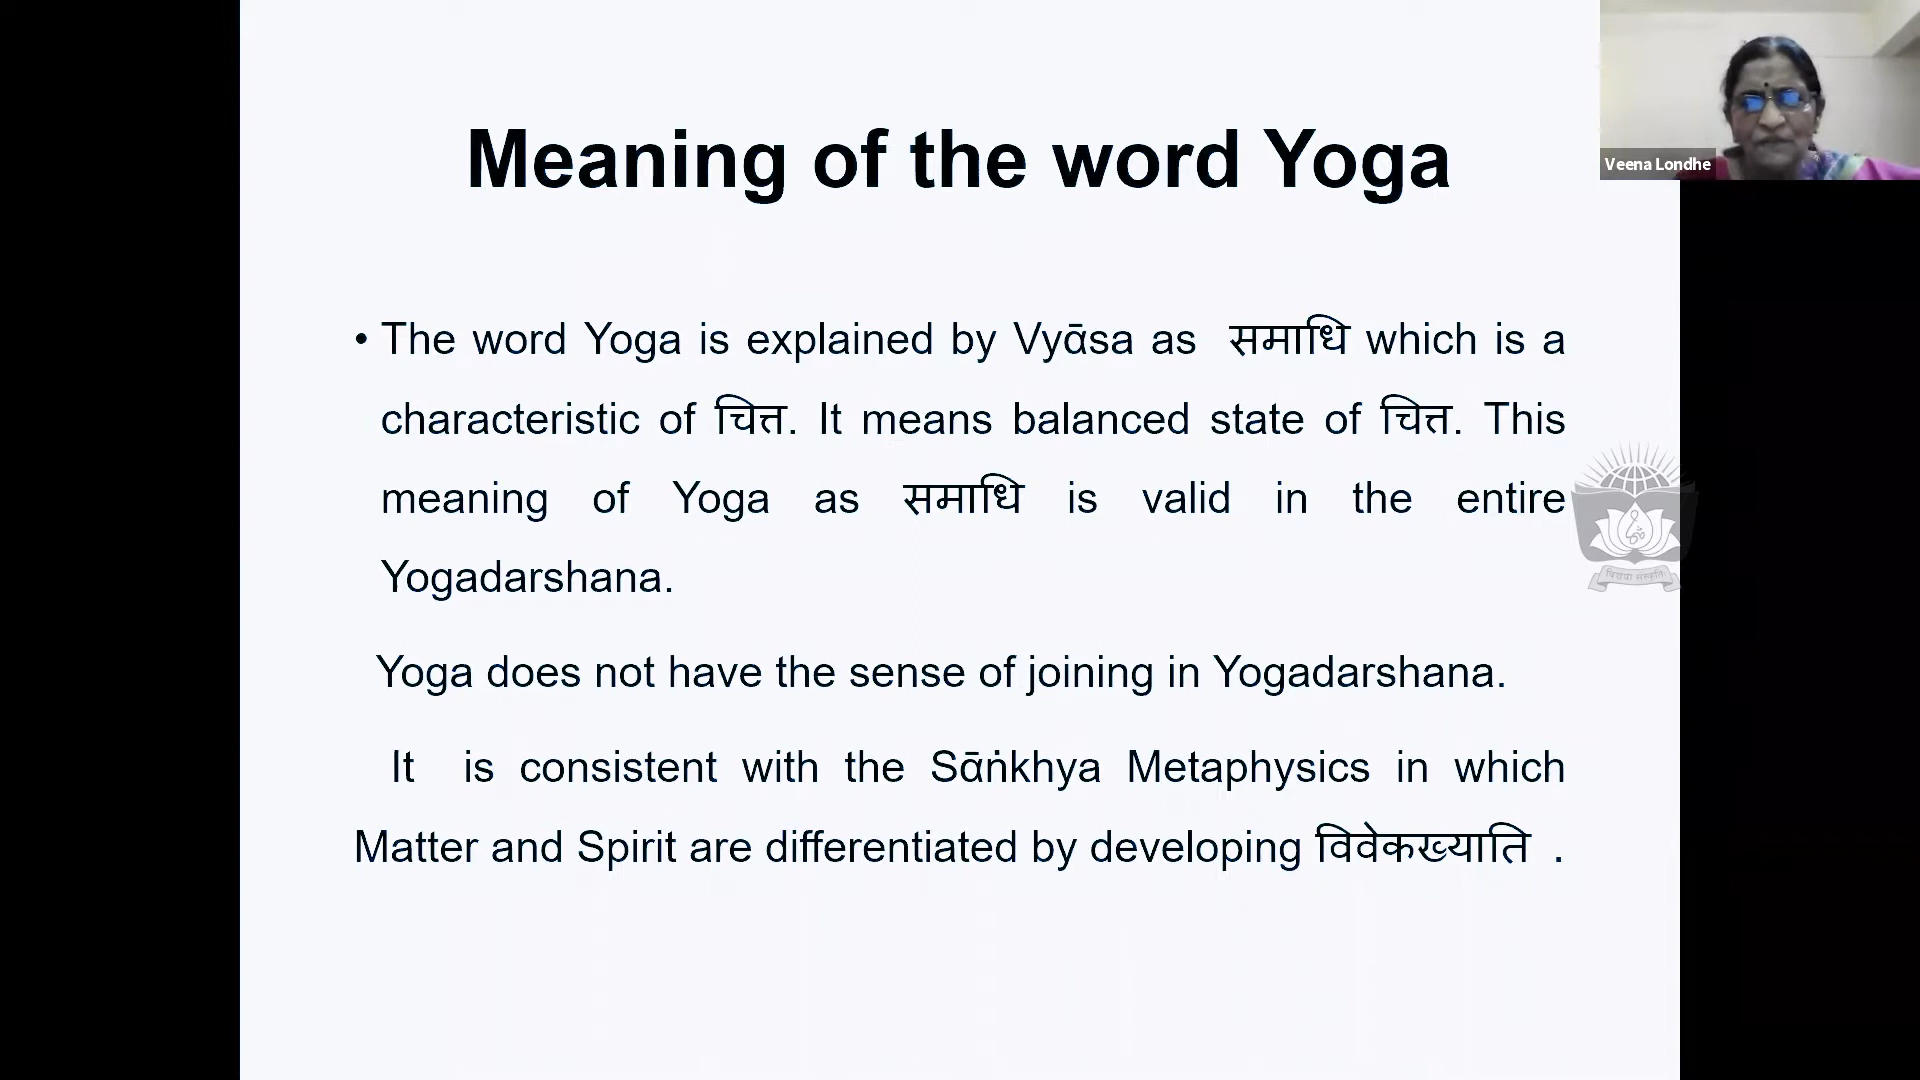 Veena Londhe
Meaning of the word Yoga
• The word Yoga is explained by Vyāsa as समाधि which is a
characteristic of चित्त. It means balanced state of चित्त. This
meaning of Yoga as समाधि is valid in the entire
Yogadarshana.
Yoga does not have the sense of joining in Yogadarshana.
It is consistent with the Sāṅkhya Metaphysics in which
Matter and Spirit are differentiated by developing विवेकख्याति .